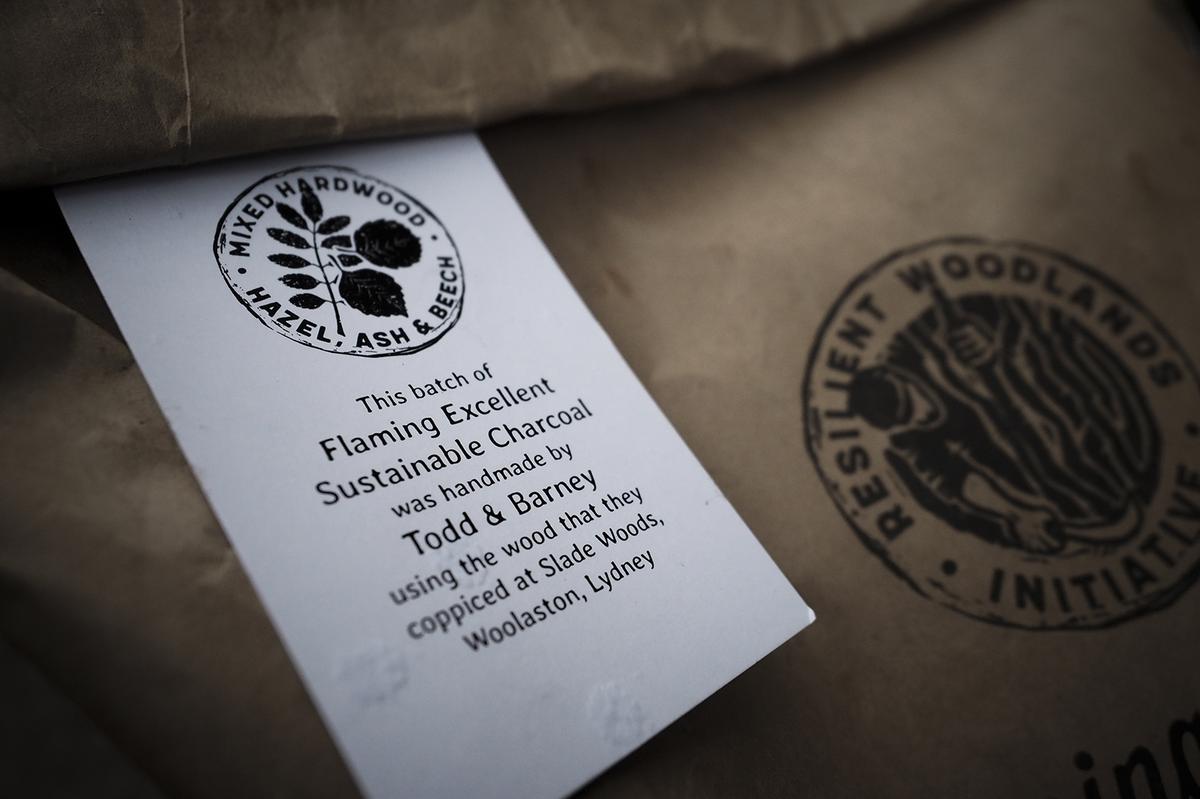 MIXED HARDWOOD
HAZEL, ASH & BEECH
This batch of
Flaming Excellent
Sustainable Charcoal
was handmade by
Todd & Barney
using the wood that they
coppiced at Slade Woods,
Woolaston, Lydney
RESILIENT WOODLANDS
INITIATIVE
ing